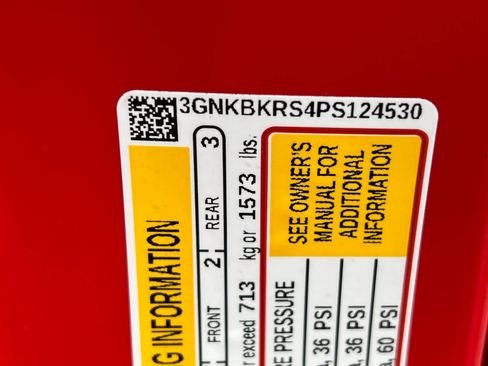 3GNKBKRS4PS124530
G INFORMATION
FRONT 2 REAR 3
r exceed 713 kg or 1573 lbs.
SEE OWNER'S
MANUAL FOR
ADDITIONAL
INFORMATION
RE PRESSURE
, 36 PSI
, 36 PSI
, 60 PSI